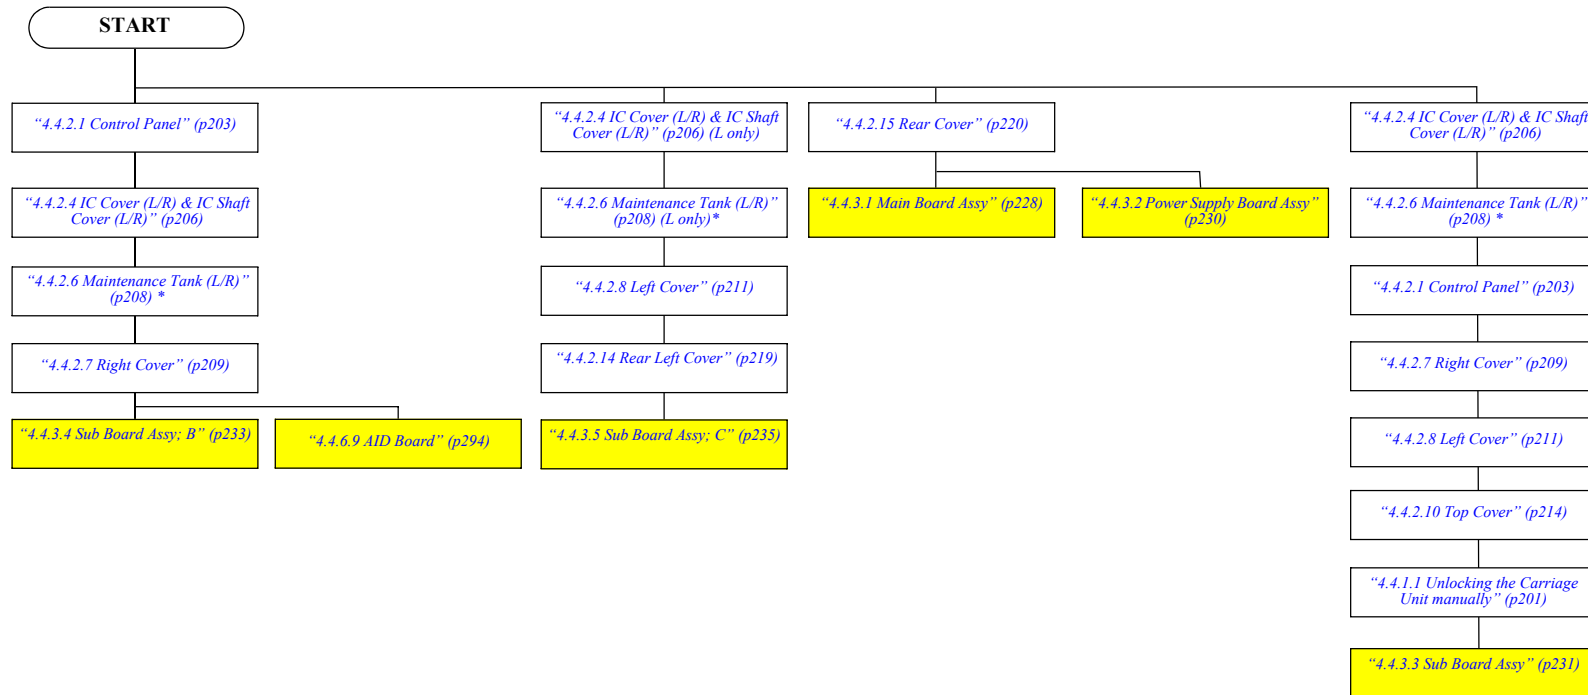 START
“4.4.2.1 Control Panel” (p203)
“4.4.2.4 IC Cover (L/R) & IC Shaft
Cover (L/R)” (p206)
“4.4.2.6 Maintenance Tank (L/R)”
(p208) *
“4.4.2.7 Right Cover” (p209)
“4.4.3.4 Sub Board Assy; B” (p233)
“4.4.6.9 AID Board” (p294)
“4.4.2.4 IC Cover (L/R) & IC Shaft
Cover (L/R)” (p206) (L only)
“4.4.2.6 Maintenance Tank (L/R)”
(p208) (L only)*
“4.4.2.8 Left Cover” (p211)
“4.4.2.14 Rear Left Cover” (p219)
“4.4.3.5 Sub Board Assy; C” (p235)
“4.4.2.15 Rear Cover” (p220)
“4.4.3.1 Main Board Assy” (p228)
“4.4.3.2 Power Supply Board Assy”
(p230)
“4.4.2.4 IC Cover (L/R) & IC Shaft
Cover (L/R)” (p206)
“4.4.2.6 Maintenance Tank (L/R)”
(p208) *
“4.4.2.1 Control Panel” (p203)
“4.4.2.7 Right Cover” (p209)
“4.4.2.8 Left Cover” (p211)
“4.4.2.10 Top Cover” (p214)
“4.4.1.1 Unlocking the Carriage
Unit manually” (p201)
“4.4.3.3 Sub Board Assy” (p231)